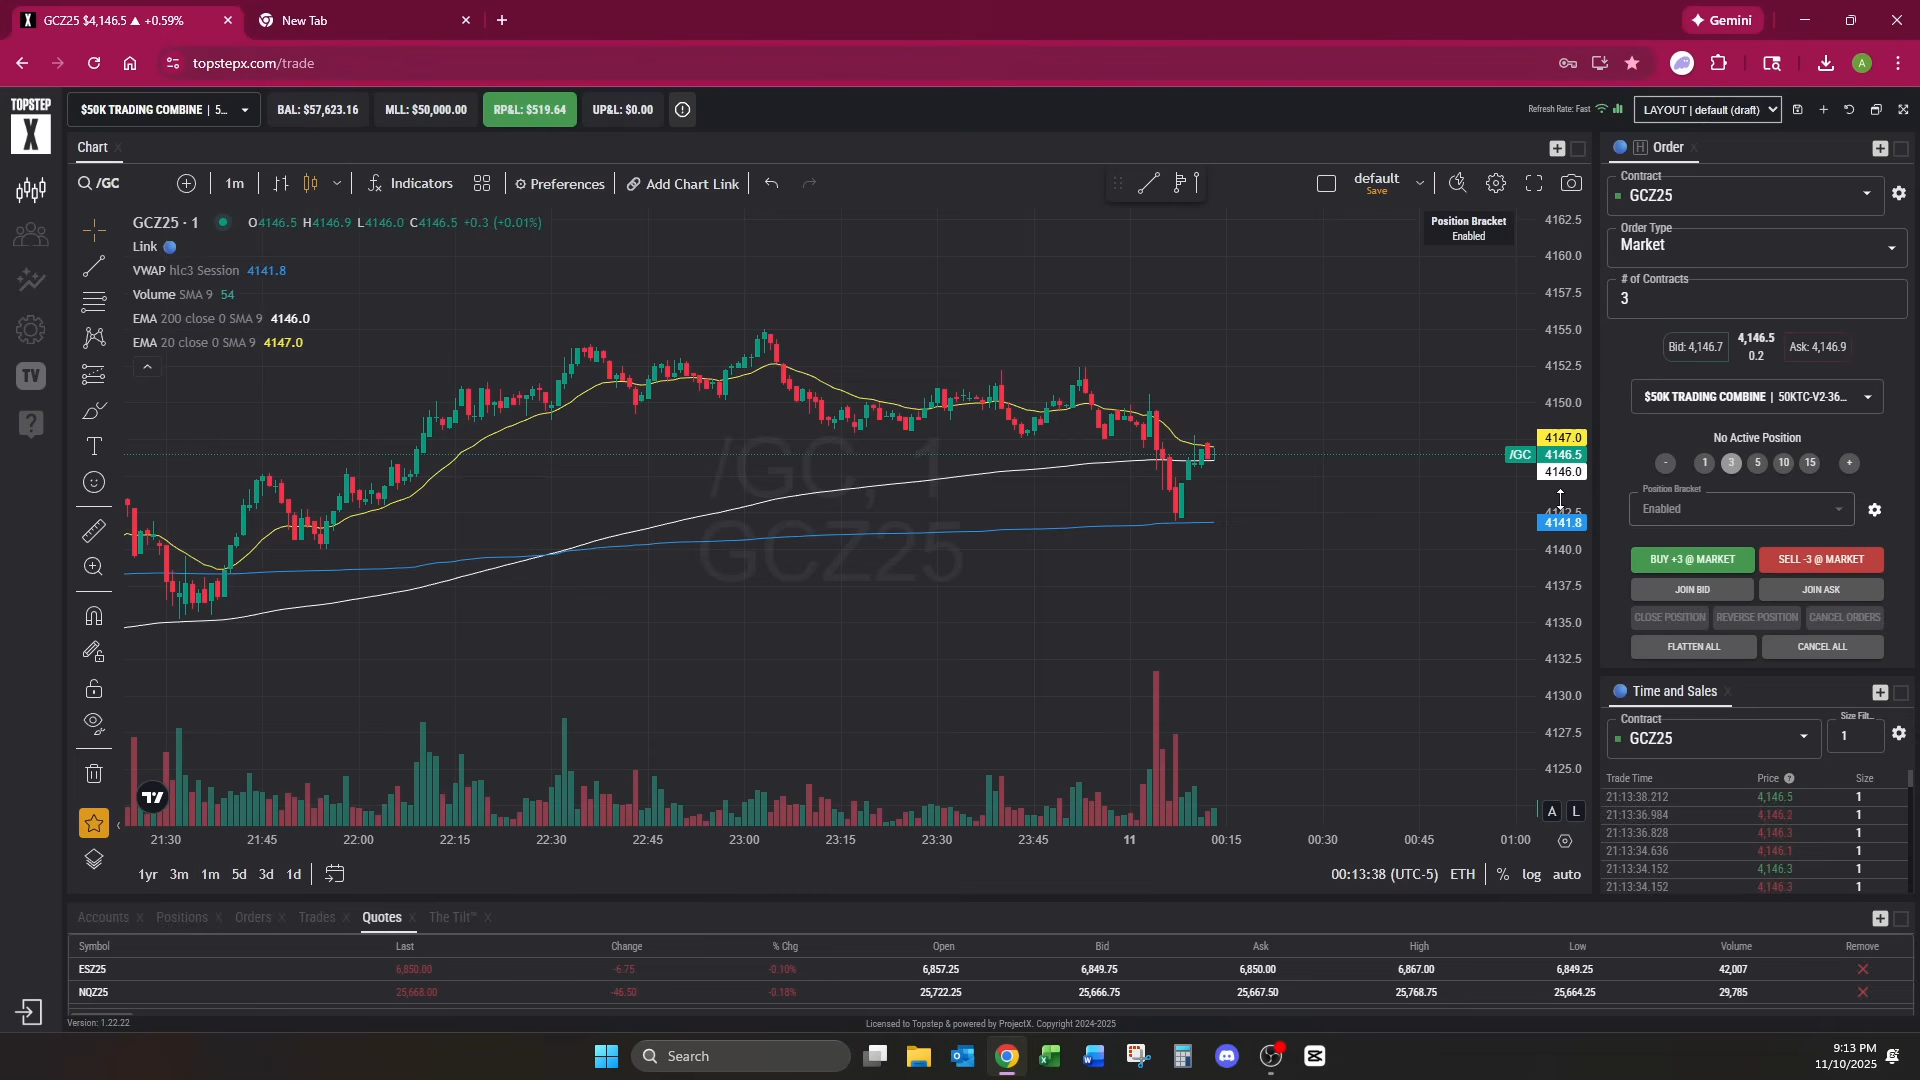 GCZ25 $4,146.5 ▲ +0.59%
New Tab
Gemini
topstepx.com/trade
A
TOPSTEP
X
$50K TRADING COMBINE | 5...
BAL: $57,623.16
MLL: $50,000.00
RP&L: $519.64
UP&L: $0.00
Refresh Rate: Fast
LAYOUT | default (draft)
Chart
/GC
1m
Indicators
Preferences
Add Chart Link
default
Save
GCZ25 · 1
O4146.5 H4146.9 L4146.0 C4146.5 +0.3 (+0.01%)
Link
VWAP hlc3 Session 4141.8
Volume SMA 9 54
EMA 200 close 0 SMA 9 4146.0
EMA 20 close 0 SMA 9 4147.0
Position Bracket
Enabled
/GC, 1
GCZ25
4162.5
4160.0
4157.5
4155.0
4152.5
4150.0
4147.0
/GC 4146.5
4146.0
4142.5
4141.8
4140.0
4137.5
4135.0
4132.5
4130.0
4127.5
4125.0
A L
21:30 21:45 22:00 22:15 22:30 22:45 23:00 23:15 23:30 23:45 11 00:15 00:30 00:45 01:00
1yr 3m 1m 5d 3d 1d
00:13:38 (UTC-5) ETH % log auto
TV
H Order
Contract
GCZ25
Order Type
Market
# of Contracts
3
Bid: 4,146.7
4,146.5
0.2
Ask: 4,146.9
$50K TRADING COMBINE | 50KTC-V2-36...
No Active Position
- 1 3 5 10 15 +
Position Bracket
Enabled
BUY +3 @ MARKET
SELL -3 @ MARKET
JOIN BID
JOIN ASK
CLOSE POSITION
REVERSE POSITION
CANCEL ORDERS
FLATTEN ALL
CANCEL ALL
Time and Sales
Contract
GCZ25
Size Filt...
1
Trade Time Price Size
21:13:38.212 4,146.5 1
21:13:36.984 4,146.2 1
21:13:36.828 4,146.3 1
21:13:34.636 4,146.1 1
21:13:34.152 4,146.3 1
21:13:34.152 4,146.3 1
Accounts Positions Orders Trades Quotes The Tilt™
Symbol Last Change % Chg Open Bid Ask High Low Volume Remove
ESZ25 6,850.00 -6.75 -0.10% 6,857.25 6,849.75 6,850.00 6,867.00 6,849.25 42,007
NQZ25 25,668.00 -46.50 -0.18% 25,722.25 25,666.75 25,667.50 25,768.75 25,664.25 29,785
Version: 1.22.22
Licensed to Topstep & powered by ProjectX. Copyright 2024-2025
Search
9:13 PM
11/10/2025